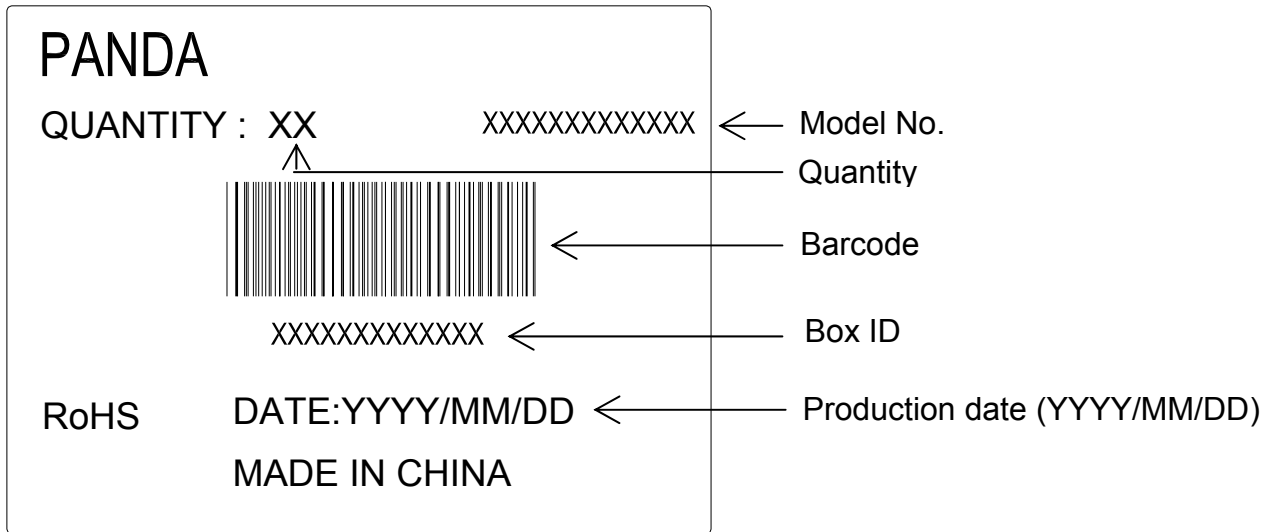 PANDA
QUANTITY : XX XXXXXXXXXXXXX Model No.
Quantity
Barcode
XXXXXXXXXXXXX Box ID
RoHS DATE:YYYY/MM/DD Production date (YYYY/MM/DD)
MADE IN CHINA